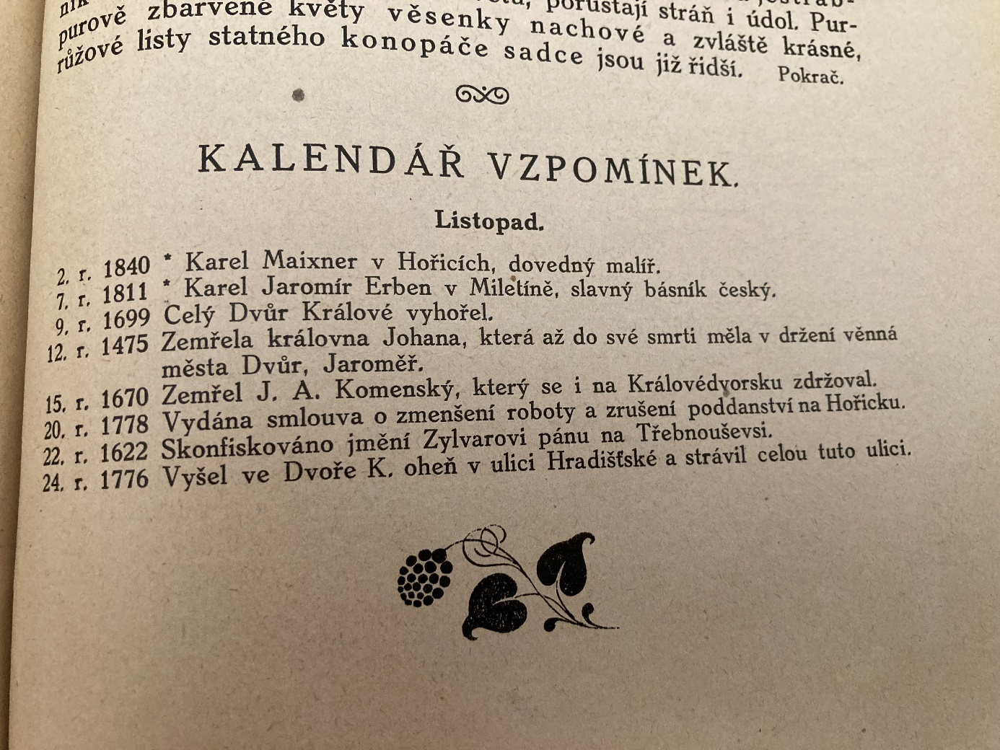 porůstají stráň i údol. Pur-
purově zbarvené květy věsenky nachové a zvláště krásné,
růžové listy statného konopáče sadce jsou již řidší. Pokrač.
KALENDÁŘ VZPOMÍNEK.
Listopad.
2. r. 1840 * Karel Maixner v Hořicích, dovedný malíř.
7. r. 1811 * Karel Jaromír Erben v Miletíně, slavný básník český.
9. r. 1699 Celý Dvůr Králové vyhořel.
12. r. 1475 Zemřela královna Johana, která až do své smrti měla v držení věnná
města Dvůr, Jaroměř.
15. r. 1670 Zemřel J. A. Komenský, který se i na Královédvorsku zdržoval.
20. r. 1778 Vydána smlouva o zmenšení roboty a zrušení poddanství na Hořicku.
22. r. 1622 Skonfiskováno jmění Zylvarovi pánu na Třebnouševsi.
24. r. 1776 Vyšel ve Dvoře K. oheň v ulici Hradišťské a strávil celou tuto ulici.